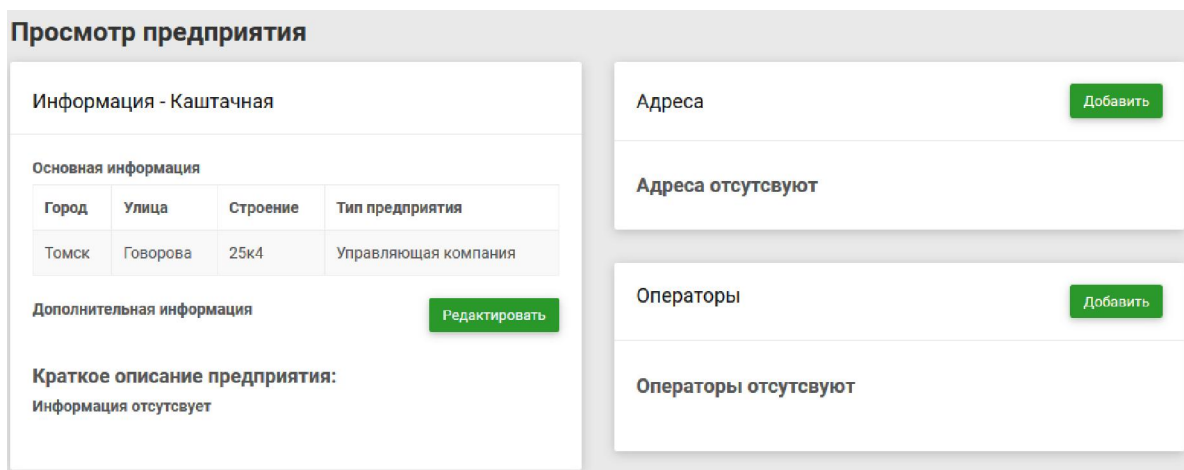 Просмотр предприятия
Информация - Каштачная
Основная информация
Город Улица Строение Тип предприятия
Томск Говорова 25к4 Управляющая компания
Дополнительная информация Редактировать
Краткое описание предприятия:
Информация отсутсвует
Адреса Добавить
Адреса отсутсвуют
Операторы Добавить
Операторы отсутсвуют